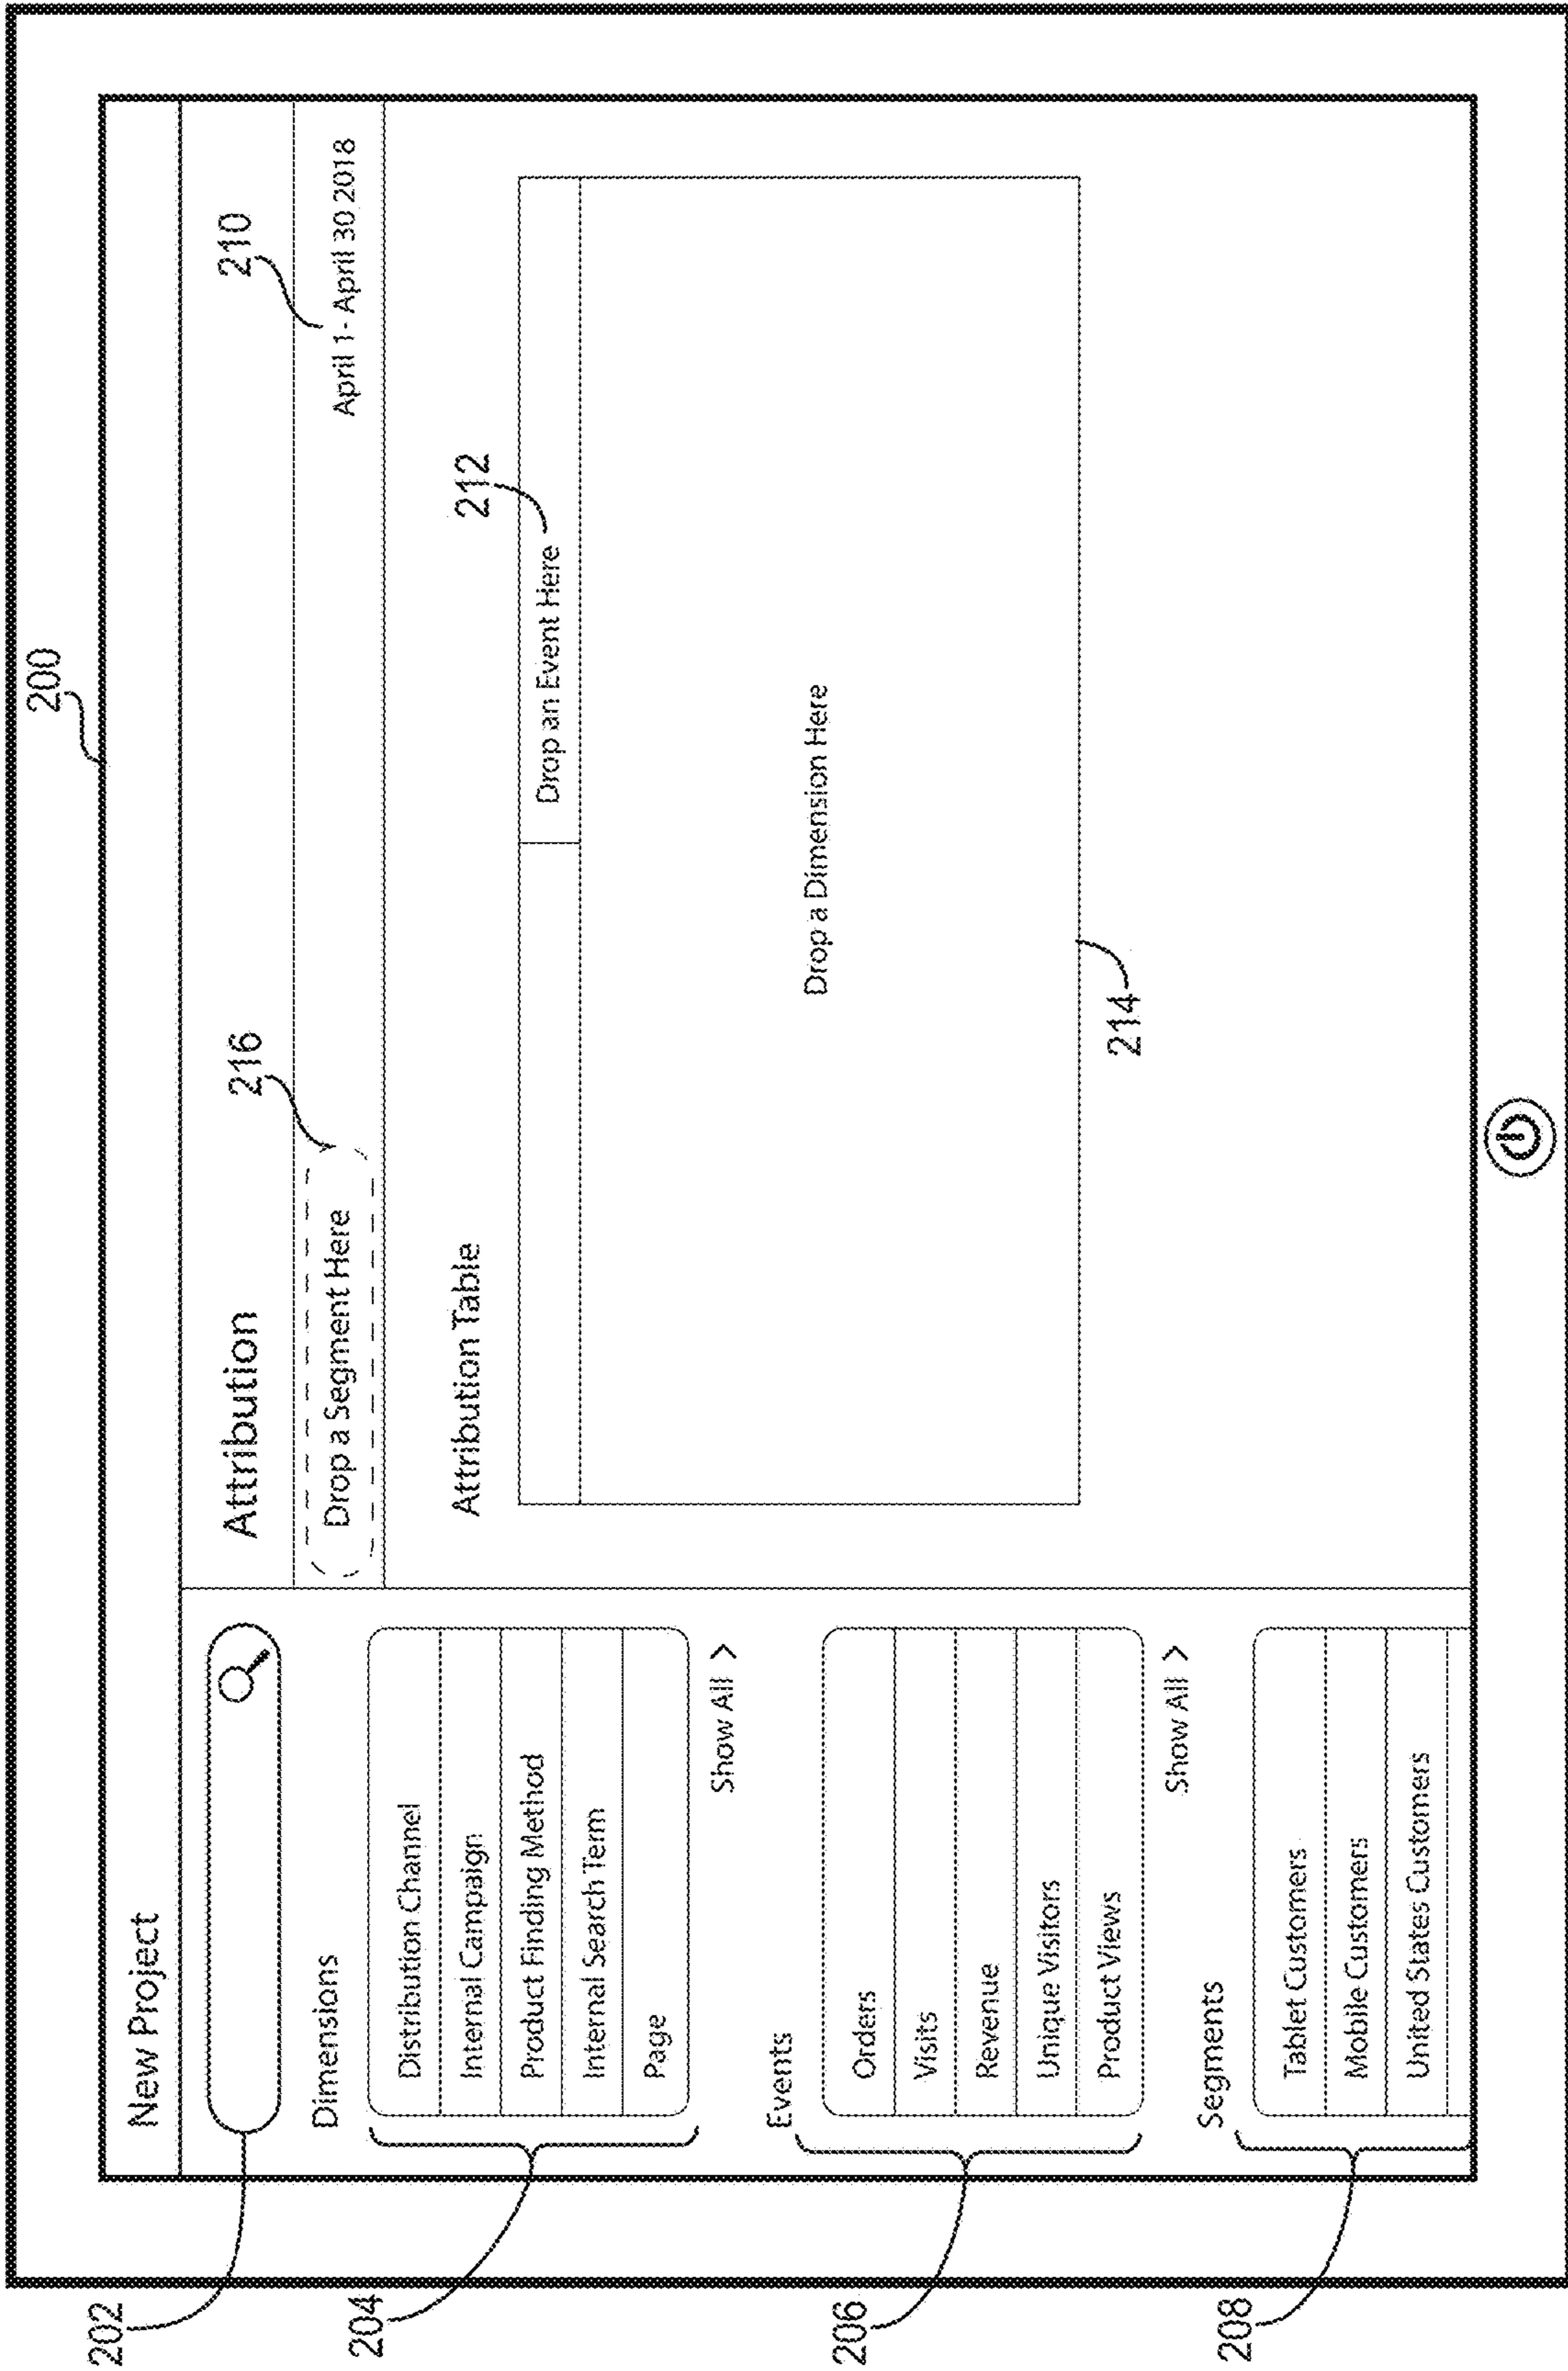 200
New Project
202
Attribution
216
Drop a Segment Here
210
April 1- April 30 2018
Dimensions
204
Distribution Channel
Internal Campaign
Product Finding Method
Internal Search Term
Page
Show All >
Attribution Table
212
Drop an Event Here
Drop a Dimension Here
214
Events
206
Orders
Visits
Revenue
Unique Visitors
Product Views
Show All >
Segments
208
Tablet Customers
Mobile Customers
United States Customers